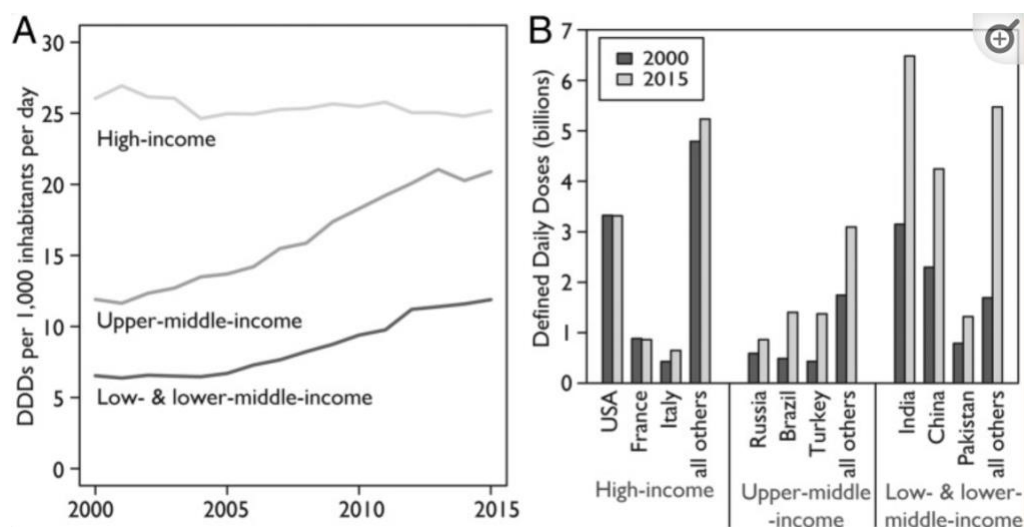 A
DDDs per 1,000 inhabitants per day
30
25
20
15
10
5
0
High-income
Upper-middle-income
Low- & lower-middle-income
2000
2005
2010
2015
B
Defined Daily Doses (billions)
7
6
5
4
3
2
1
0
2000
2015
USA
France
Italy
all others
Russia
Brazil
Turkey
all others
India
China
Pakistan
all others
High-income
Upper-middle
-income
Low- & lower-
middle-income